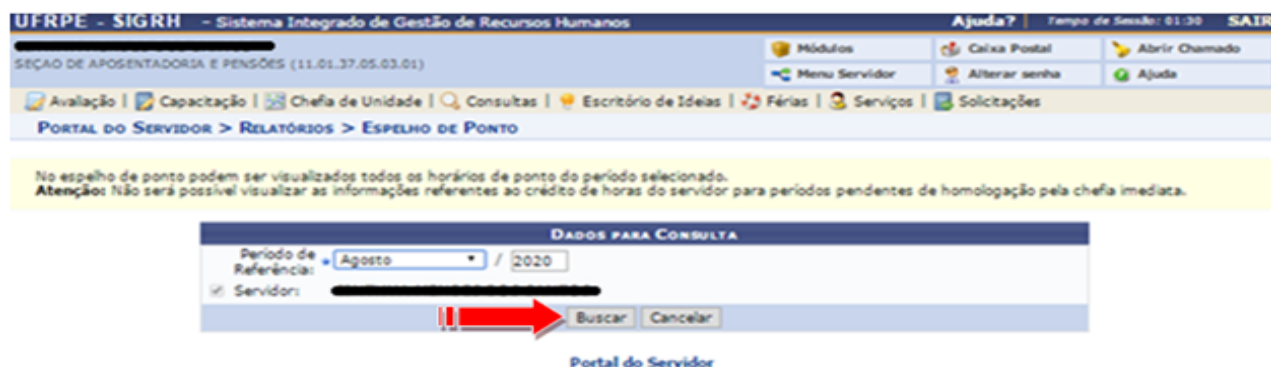 UFRPE - SIGRH - Sistema Integrado de Gestão de Recursos Humanos Ajuda? Tempo de Sessão: 01:30 SAIR
Módulos Caixa Postal Abrir Chamado
SEÇAO DE APOSENTADORIA E PENSÕES (11.01.37.05.03.01)
Menu Servidor Alterar senha Ajuda
Avaliação | Capacitação | Chefia de Unidade | Consultas | Escritório de Ideias | Férias | Serviços | Solicitações
PORTAL DO SERVIDOR > RELATÓRIOS > ESPELHO DE PONTO
No espelho de ponto podem ser visualizados todos os horários de ponto do período selecionado.
Atenção: Não será possível visualizar as informações referentes ao crédito de horas do servidor para períodos pendentes de homologação pela chefia imediata.
DADOS PARA CONSULTA
Período de
Referência: Agosto / 2020
Servidor:
Buscar Cancelar
Portal do Servidor